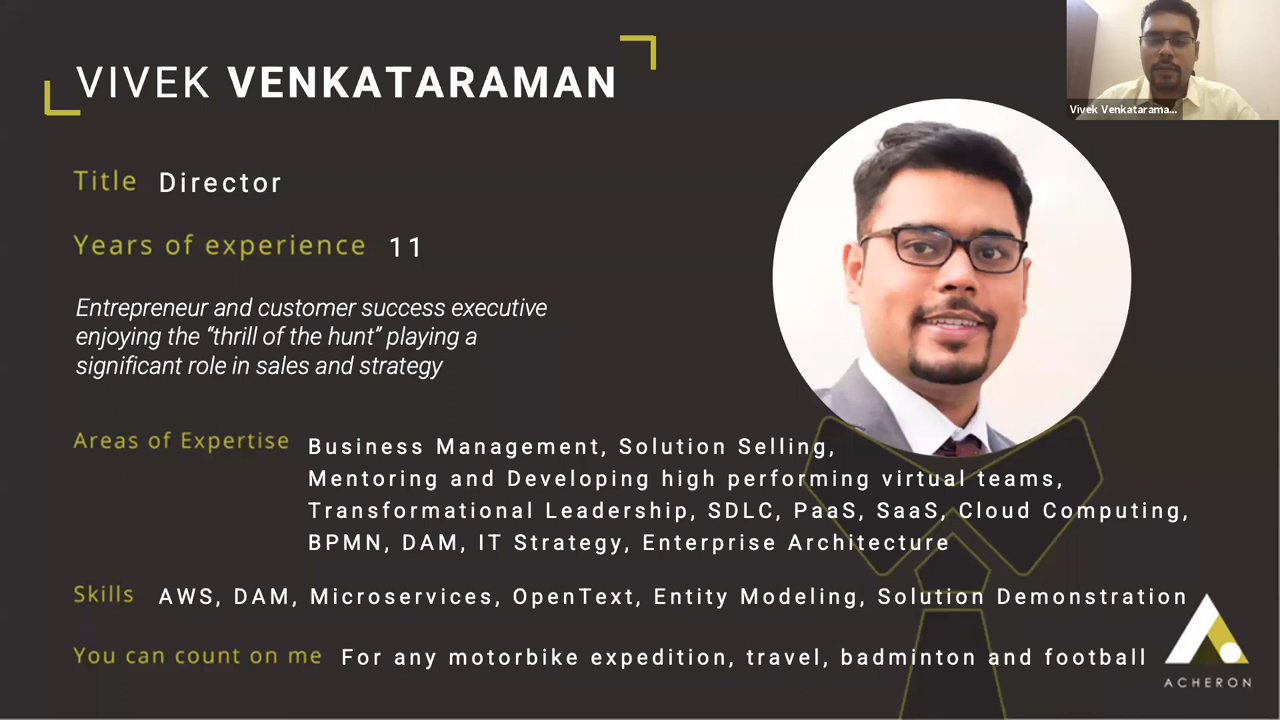 VIVEK VENKATARAMAN
Vivek Venkatarama...
Title Director
Years of experience 11
Entrepreneur and customer success executive
enjoying the “thrill of the hunt” playing a
significant role in sales and strategy
Areas of Expertise Business Management, Solution Selling,
Mentoring and Developing high performing virtual teams,
Transformational Leadership, SDLC, PaaS, SaaS, Cloud Computing,
BPMN, DAM, IT Strategy, Enterprise Architecture
Skills AWS, DAM, Microservices, OpenText, Entity Modeling, Solution Demonstration
You can count on me For any motorbike expedition, travel, badminton and football
ACHERON